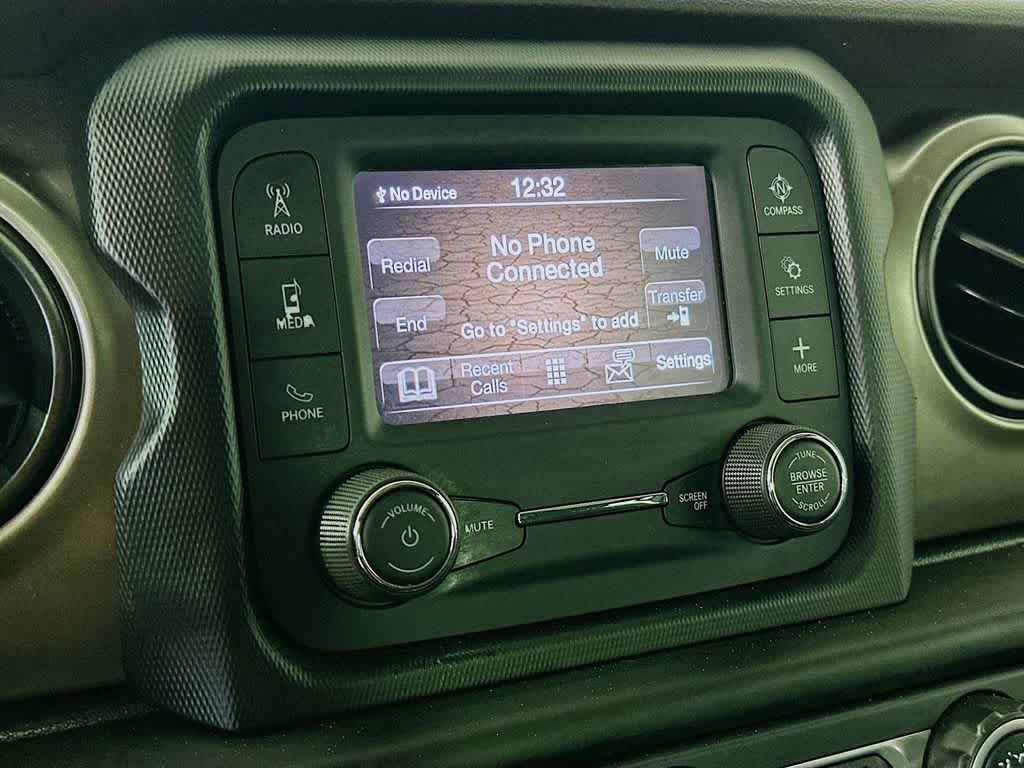 No Device
12:32
No Phone
Connected
Redial
Mute
End
Transfer
Go to "Settings" to add
Recent
Calls
Settings
RADIO
MEDIA
PHONE
N
COMPASS
SETTINGS
MORE
VOLUME
MUTE
SCREEN
OFF
TUNE
BROWSE
ENTER
SCROLL